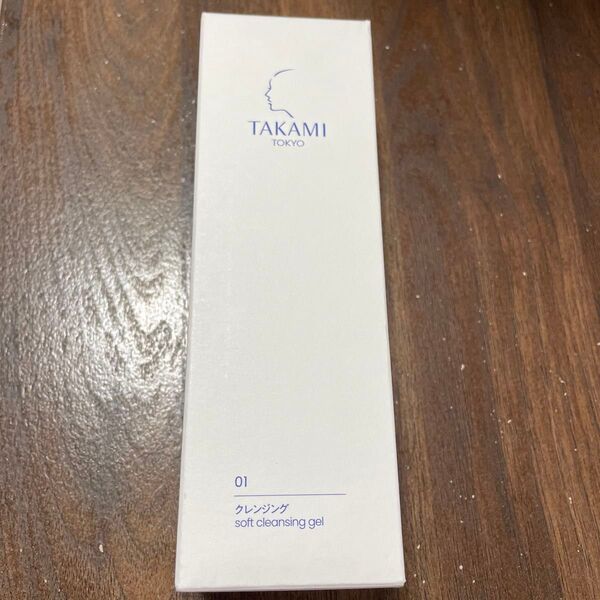 TAKAMI
TOKYO
01
クレンジング
soft cleansing gel